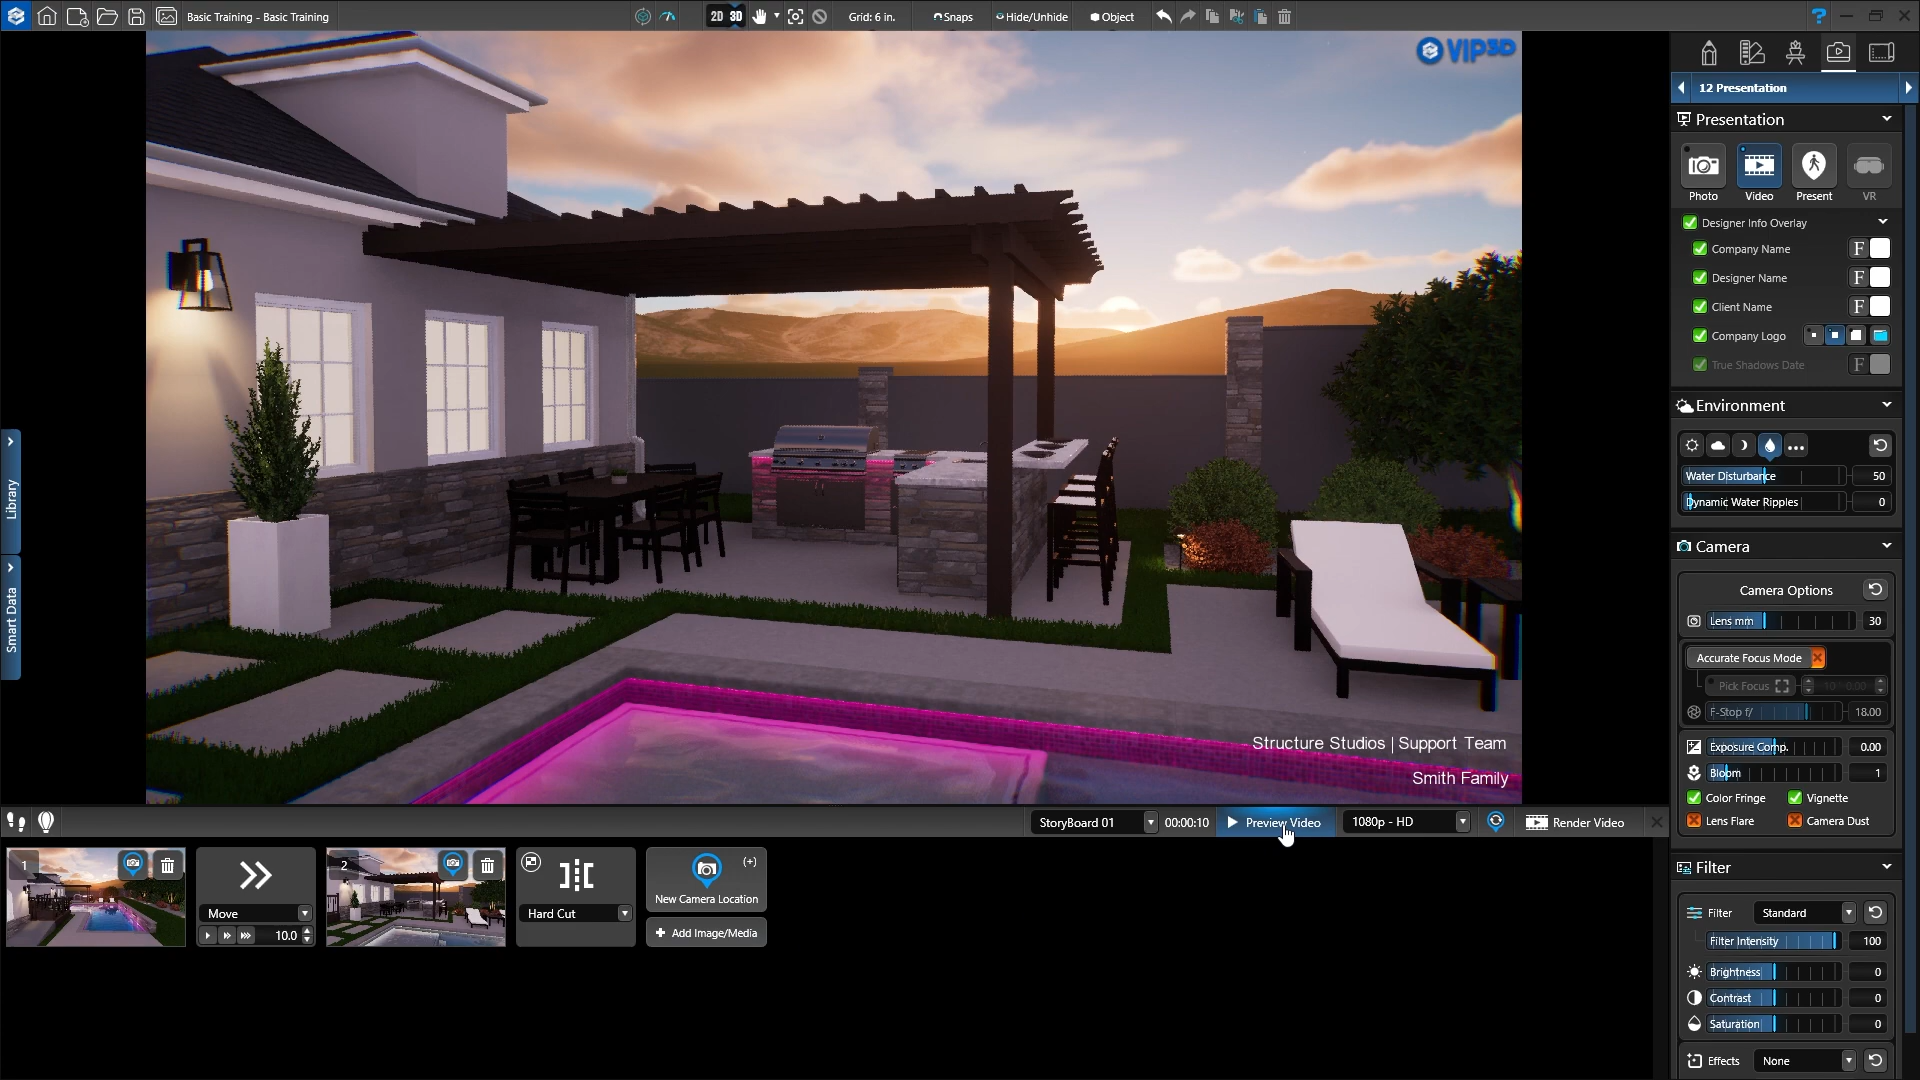 Basic Training - Basic Training
2D 3D
Grid: 6 in.
Snaps
Hide/Unhide
Object
?
VIP3D
12 Presentation
Presentation
Photo
Video
Present
VR
Designer Info Overlay
Company Name
F
Designer Name
F
Client Name
F
Company Logo
True Shadows Date
F
Environment
Water Disturbance
50
Dynamic Water Ripples
0
Camera
Camera Options
Lens mm
30
Accurate Focus Mode
Pick Focus
F-Stop f/
18.00
Exposure Comp.
0.00
Bloom
1
Color Fringe
Vignette
Lens Flare
Camera Dust
Filter
Filter
Standard
Filter Intensity
100
Brightness
0
Contrast
0
Saturation
0
Effects
None
Library
Smart Data
Structure Studios | Support Team
Smith Family
StoryBoard 01
00:00:10
Preview Video
1080p - HD
Render Video
1
Move
10.0
2
Hard Cut
(+)
New Camera Location
+ Add Image/Media